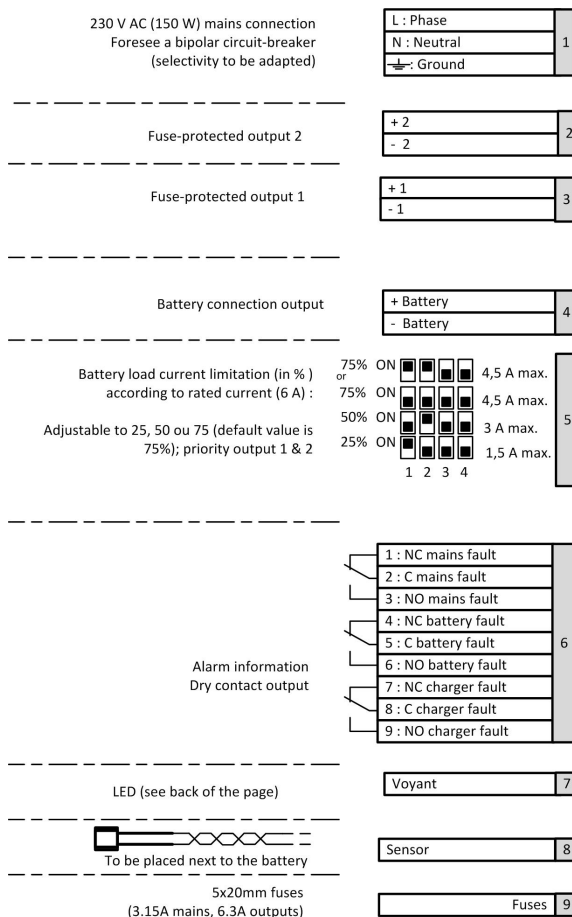 230 V AC (150 W) mains connection
Foresee a bipolar circuit-breaker
(selectivity to be adapted)
L : Phase
N : Neutral
: Ground
1
Fuse-protected output 2
+ 2
- 2
2
Fuse-protected output 1
+ 1
- 1
3
Battery connection output
+ Battery
- Battery
4
Battery load current limitation (in % )
according to rated current (6 A) :
Adjustable to 25, 50 ou 75 (default value is
75%); priority output 1 & 2
75% ON 4,5 A max.
or
75% ON 4,5 A max.
50% ON 3 A max.
25% ON 1,5 A max.
1 2 3 4
5
Alarm information
Dry contact output
1 : NC mains fault
2 : C mains fault
3 : NO mains fault
4 : NC battery fault
5 : C battery fault
6 : NO battery fault
7 : NC charger fault
8 : C charger fault
9 : NO charger fault
6
LED (see back of the page)
Voyant
7
To be placed next to the battery
Sensor
8
5x20mm fuses
(3.15A mains, 6.3A outputs)
Fuses
9